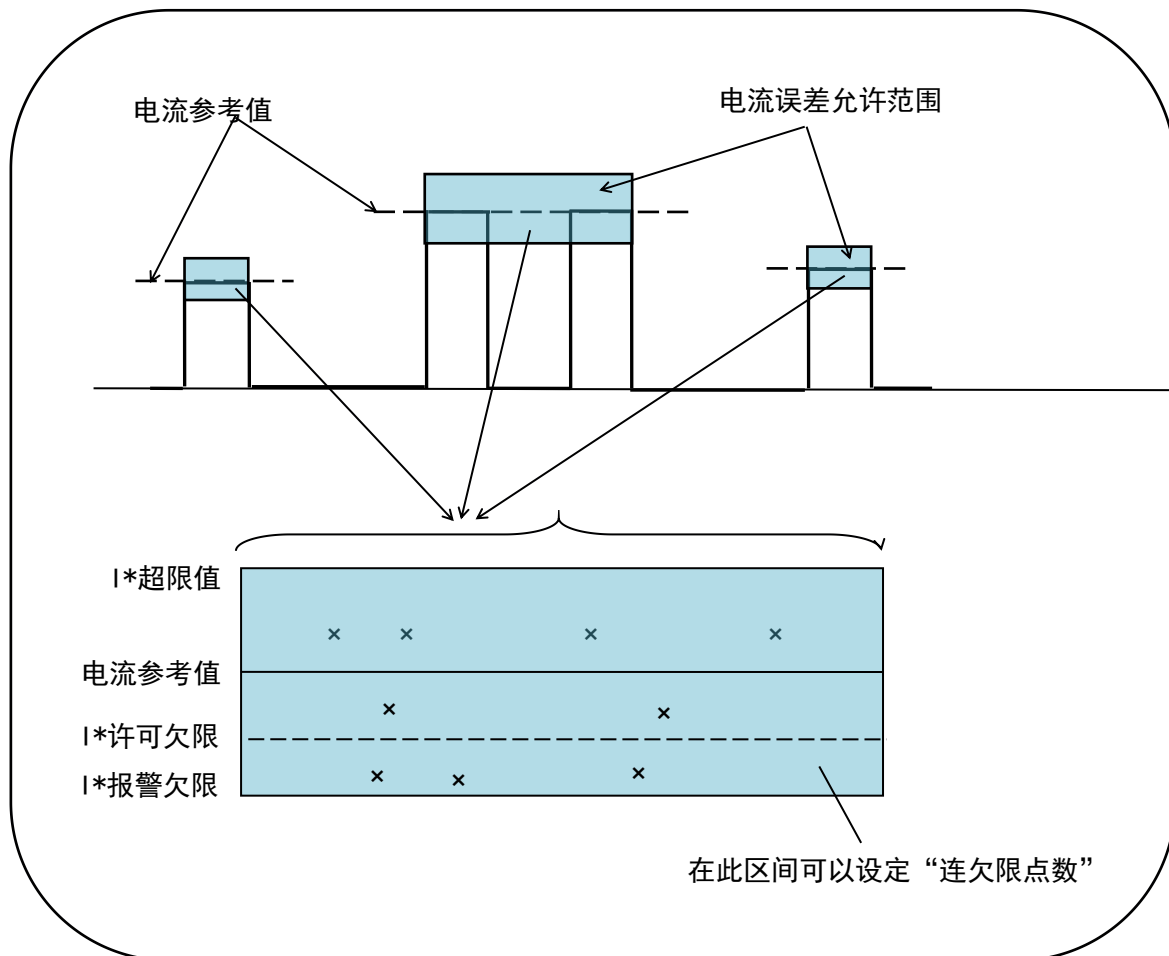 电流参考值
电流误差允许范围
I*超限值
电流参考值
I*许可欠限
I*报警欠限
在此区间可以设定“连欠限点数”